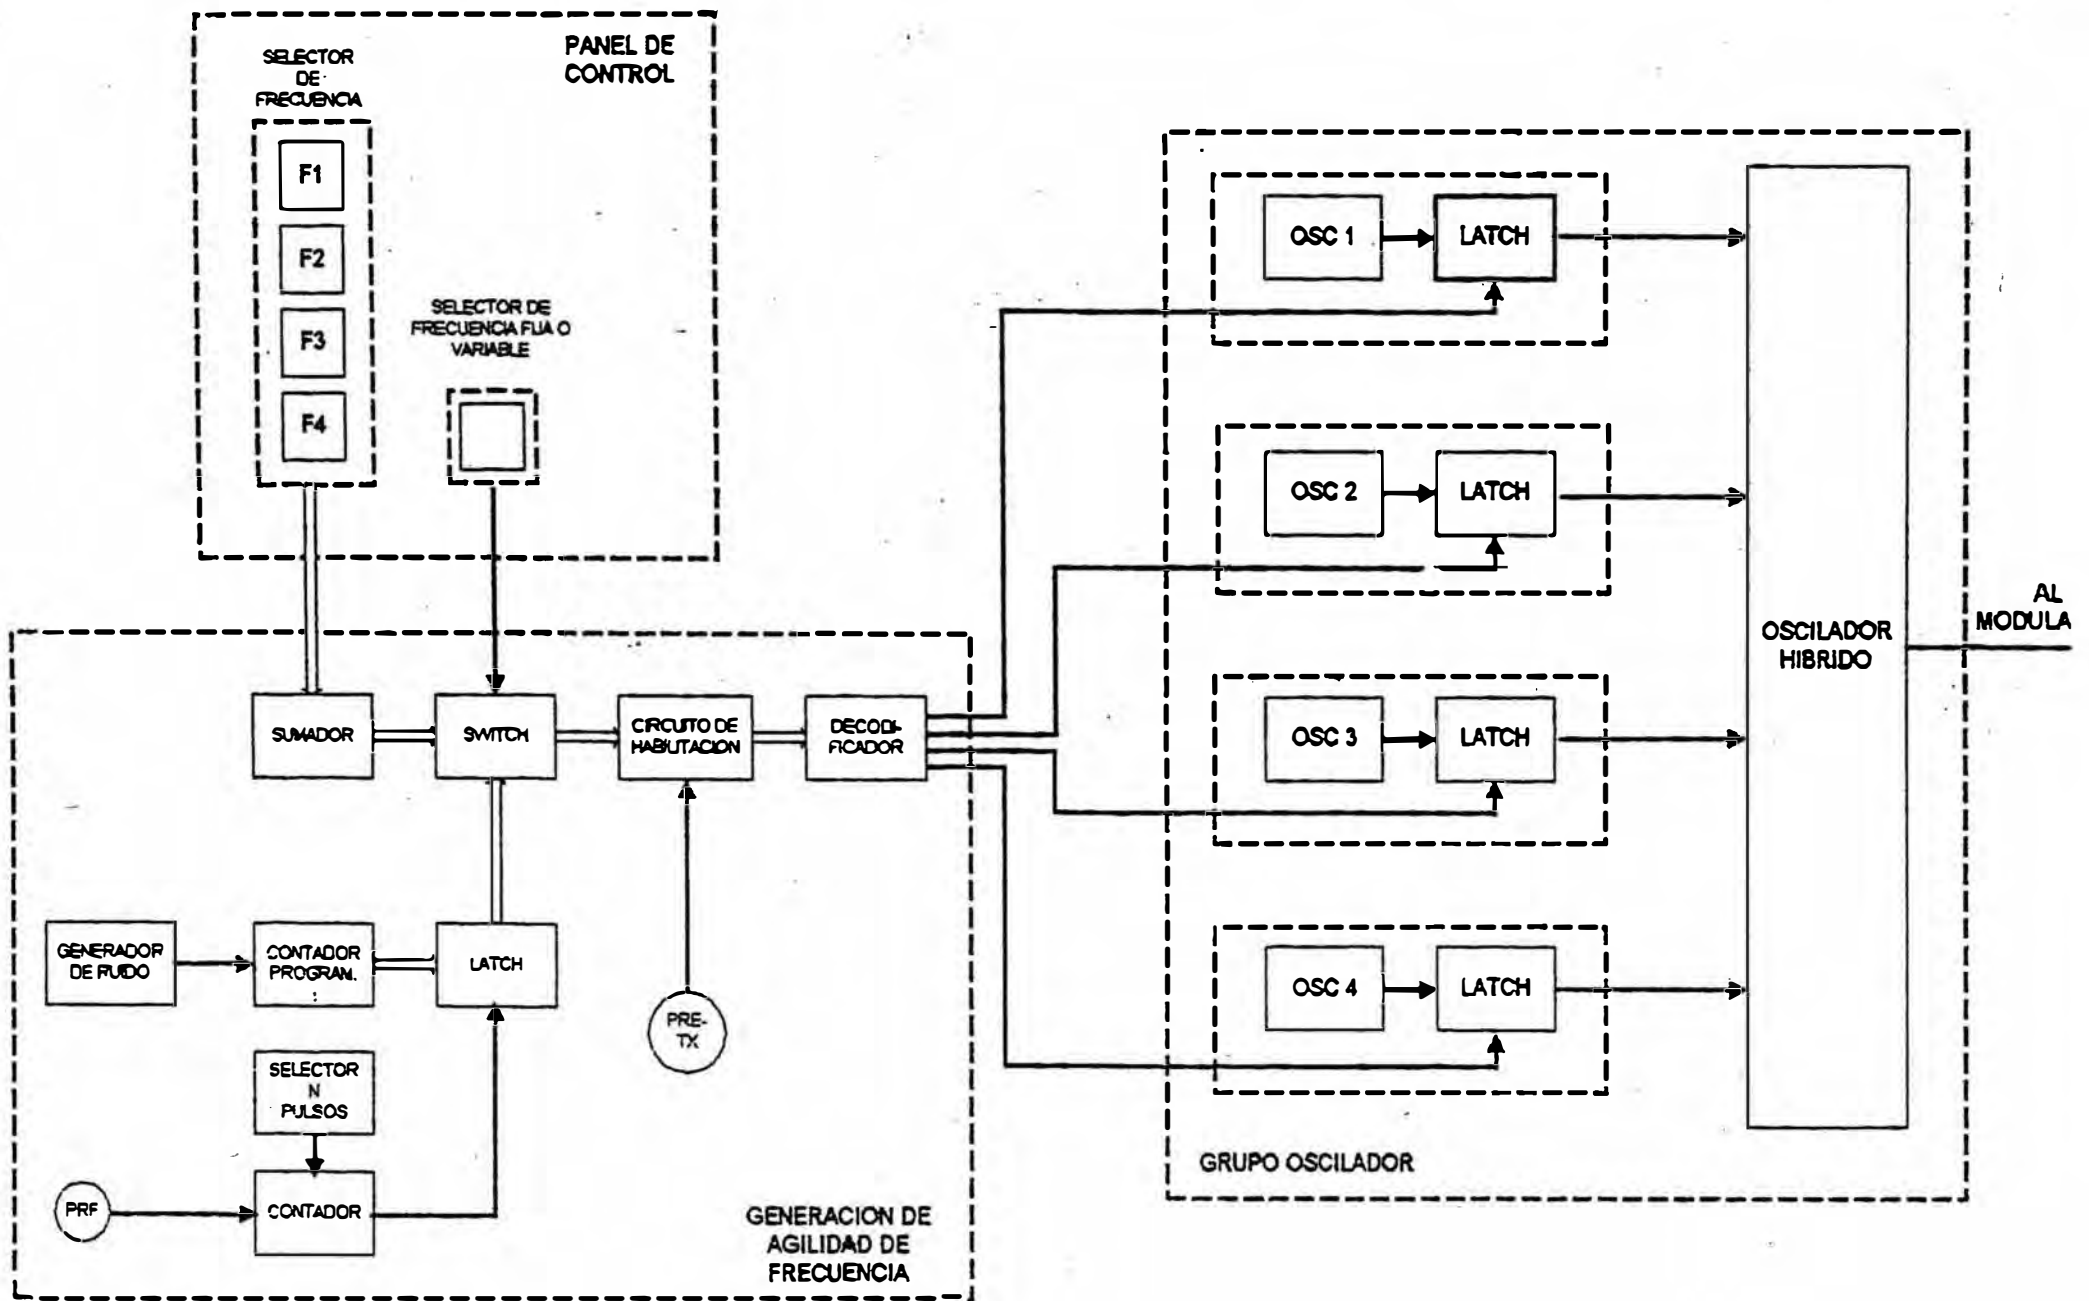 PANEL DE
CONTROL
SELECTOR
DE
FRECUENCIA
F1
F2
F3
F4
SELECTOR DE
FRECUENCIA FIJA O
VARIABLE
SUMADOR
SWITCH
CIRCUITO DE
HABILITACION
DECODI-
FICADOR
GENERADOR
DE RUIDO
CONTADOR
PROGRAM.
LATCH
PRE-
TX
SELECTOR
N
PULSOS
PRF
CONTADOR
GENERACION DE
AGILIDAD DE
FRECUENCIA
OSC 1
LATCH
OSC 2
LATCH
OSC 3
LATCH
OSC 4
LATCH
OSCILADOR
HIBRIDO
AL
MODULA
GRUPO OSCILADOR